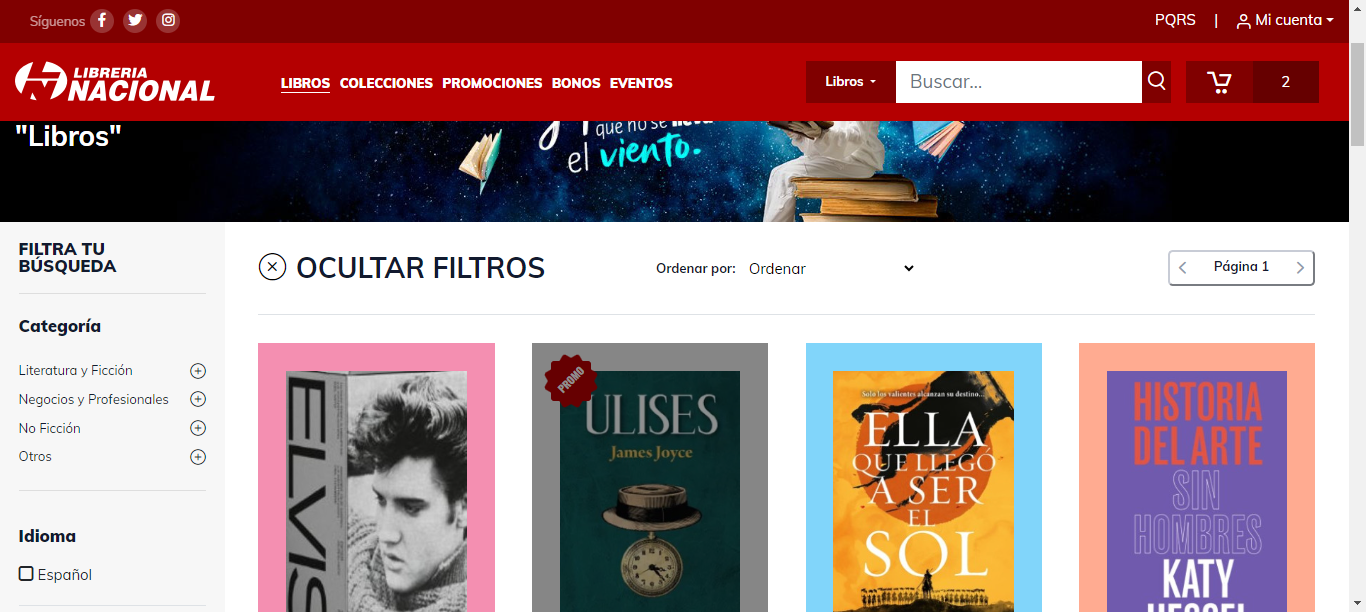 Síguenos
PQRS | Mi cuenta
LIBRERIA
NACIONAL
LIBROS COLECCIONES PROMOCIONES BONOS EVENTOS
Libros Buscar... 2
"Libros"
que no se lleva
el viento.
FILTRA TU
BÚSQUEDA
OCULTAR FILTROS
Ordenar por: Ordenar
Página 1
Categoría
Literatura y Ficción
Negocios y Profesionales
No Ficción
Otros
Idioma
Español
ELVIS
PROMO
ULISES
James Joyce
Solo los valientes alcanzan su destino...
ELLA
QUE LLEGÓ
A SER
EL
SOL
HISTORIA
DEL ARTE
SIN
HOMBRES
KATY
HESSEL